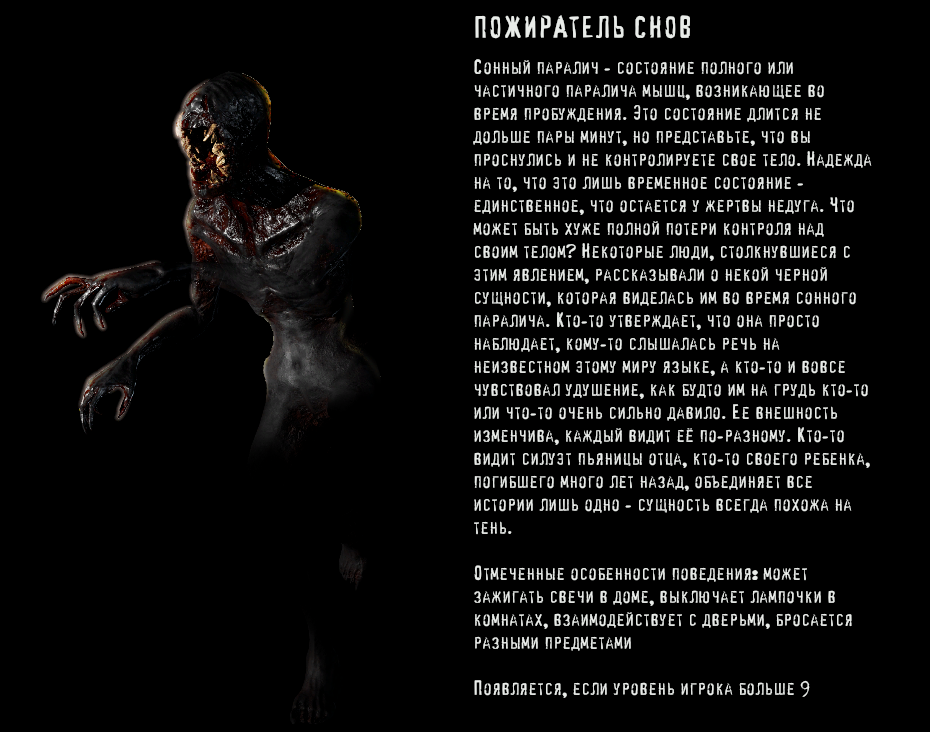 ПОЖИРАТЕЛЬ СНОВ
Сонный паралич - состояние полного или
частичного паралича мышц, возникающее во
время пробуждения. Это состояние длится не
дольше пары минут, но представьте, что вы
проснулись и не контролируете свое тело. Надежда
на то, что это лишь временное состояние -
единственное, что остается у жертвы недуга. Что
может быть хуже полной потери контроля над
своим телом? Некоторые люди, столкнувшиеся с
этим явлением, рассказывали о некой черной
сущности, которая виделась им во время сонного
паралича. Кто-то утверждает, что она просто
наблюдает, кому-то слышалась речь на
неизвестном этому миру языке, а кто-то и вовсе
чувствовал удушение, как будто им на грудь кто-то
или что-то очень сильно давило. Ее внешность
изменчива, каждый видит её по-разному. Кто-то
видит силуэт пьяницы отца, кто-то своего ребенка,
погибшего много лет назад, объединяет все
истории лишь одно - сущность всегда похожа на
тень.
Отмеченные особенности поведения: может
зажигать свечи в доме, выключает лампочки в
комнатах, взаимодействует с дверьми, бросается
разными предметами
Появляется, если уровень игрока больше 9